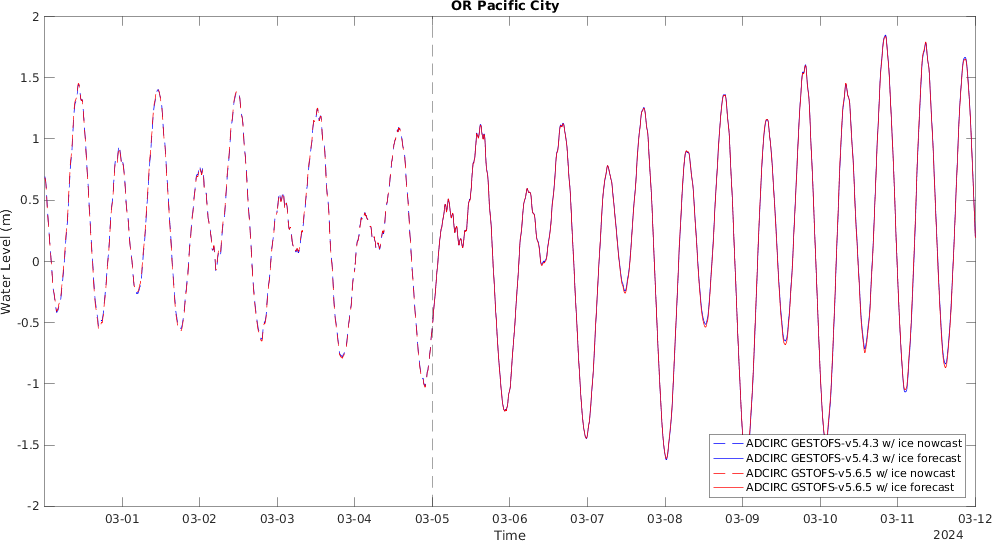 OR Pacific City
2
1.5
1
0.5
0
-0.5
-1
-1.5
-2
Water Level (m)
ADCIRC GESTOFS-v5.4.3 w/ ice nowcast
ADCIRC GESTOFS-v5.4.3 w/ ice forecast
ADCIRC GSTOFS-v5.6.5 w/ ice nowcast
ADCIRC GSTOFS-v5.6.5 w/ ice forecast
03-01 03-02 03-03 03-04 03-05 03-06 03-07 03-08 03-09 03-10 03-11 03-12
Time
2024